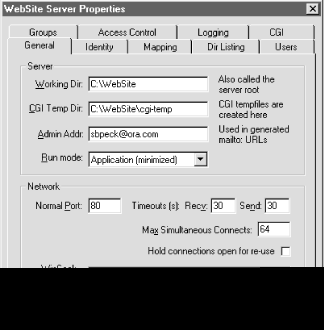 WebSite Server Properties
Groups Access Control Logging CGI
General Identity Mapping Dir Listing Users
Server
Working Dir: C:\WebSite Also called the
server root
CGI Temp Dir: C:\WebSite\cgi-temp CGI tempfiles are
created here
Admin Addr: sbpeck@ora.com Used in generated
mailto: URLs
Run mode: Application (minimized)
Network
Normal Port: 80 Timeouts (s): Recv: 30 Send: 30
Max Simultaneous Connects: 64
Hold connections open for re-use